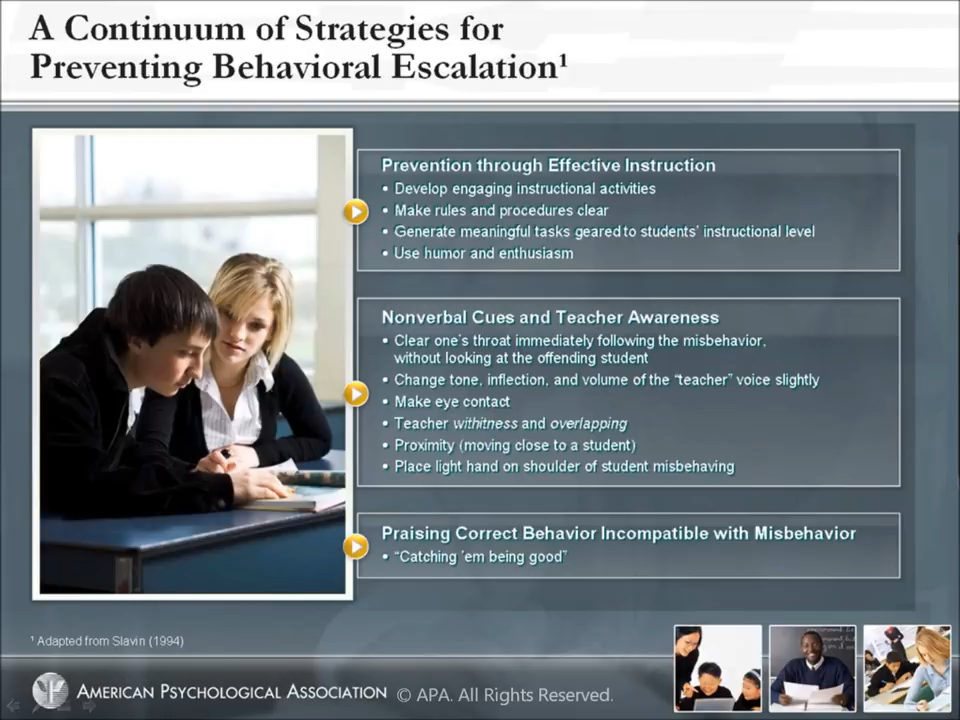 A Continuum of Strategies for
Preventing Behavioral Escalation¹
Prevention through Effective Instruction
• Develop engaging instructional activities
• Make rules and procedures clear
• Generate meaningful tasks geared to students' instructional level
• Use humor and enthusiasm
Nonverbal Cues and Teacher Awareness
• Clear one's throat immediately following the misbehavior,
without looking at the offending student
• Change tone, inflection, and volume of the "teacher" voice slightly
• Make eye contact
• Teacher withitness and overlapping
• Proximity (moving close to a student)
• Place light hand on shoulder of student misbehaving
Praising Correct Behavior Incompatible with Misbehavior
• "Catching 'em being good"
¹ Adapted from Slavin (1994)
AMERICAN PSYCHOLOGICAL ASSOCIATION © APA. All Rights Reserved.